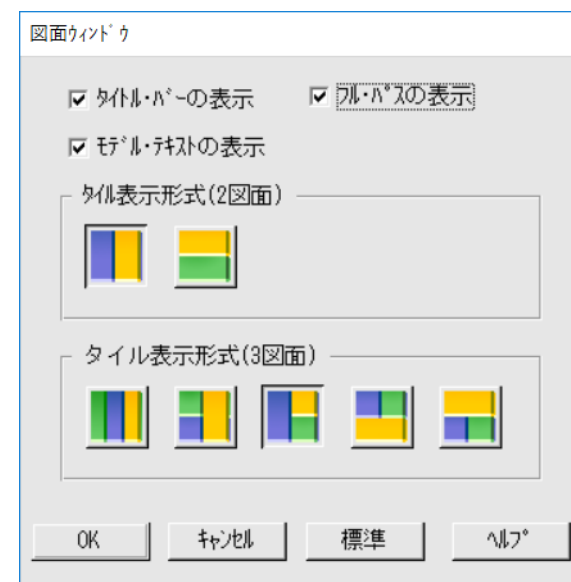 図面ｳｨﾝﾄﾞｳ
ﾀｲﾄﾙ･ﾊﾞｰの表示 ﾌﾙ･ﾊﾟｽの表示
ﾓﾃﾞﾙ･ﾃｷｽﾄの表示
ﾀｲﾙ表示形式(2図面)
タイル表示形式(3図面)
OK ｷｬﾝｾﾙ 標準 ﾍﾙﾌﾟ